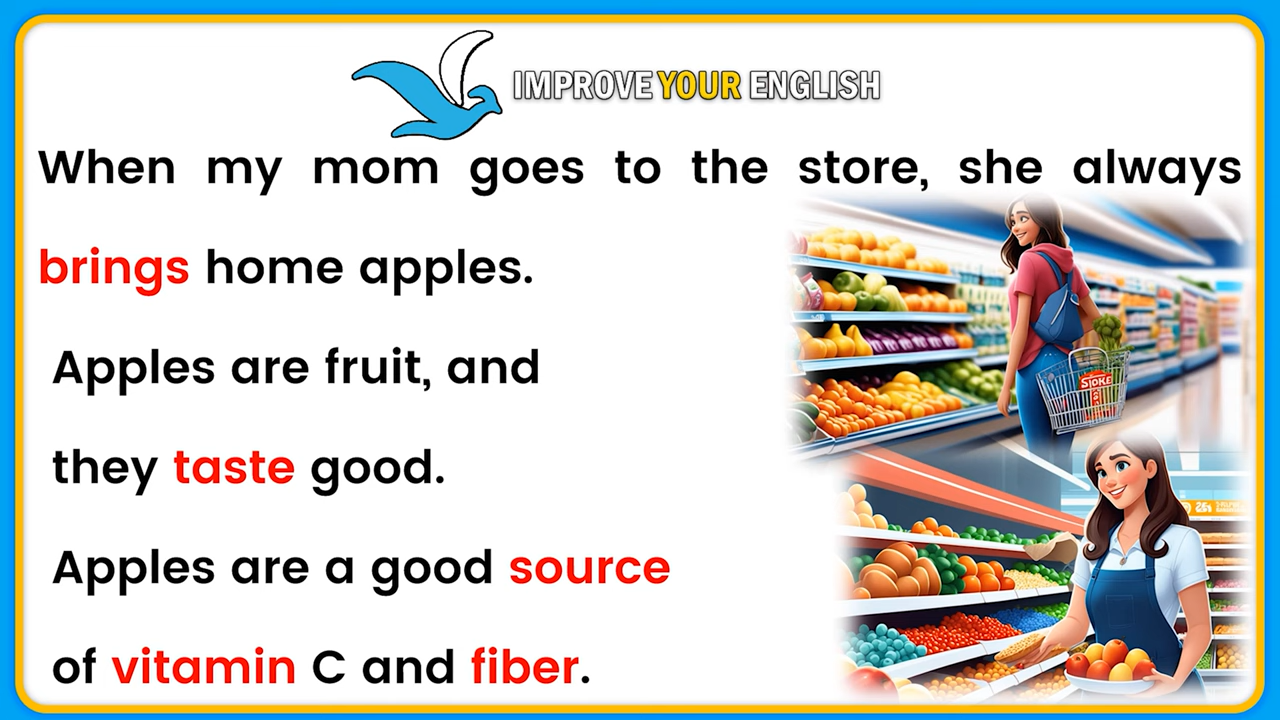 IMPROVE YOUR ENGLISH
When my mom goes to the store, she always
brings home apples.
Apples are fruit, and
they taste good.
Apples are a good source
of vitamin C and fiber.